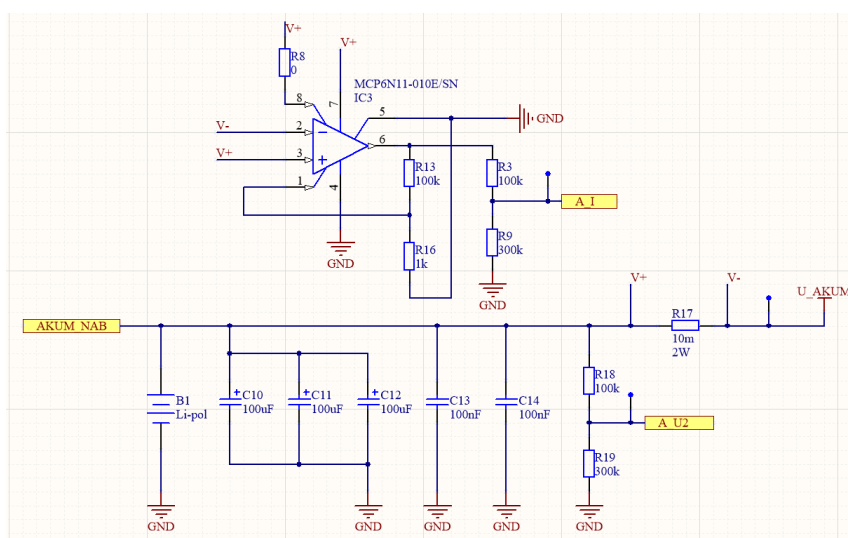 V+
R8
0
V+
MCP6N11-010E/SN
IC3
8
7
5
GND
V-
2
6
V+
3
R13
100k
R3
100k
1
4
A_I
R16
1k
R9
300k
GND
GND
V+
V-
U_AKUM
R17
AKUM_NAB
10m
2W
R18
100k
B1
Li-pol
C10
100uF
C11
100uF
C12
100uF
C13
100nF
C14
100nF
A_U2
R19
300k
GND
GND
GND
GND
GND